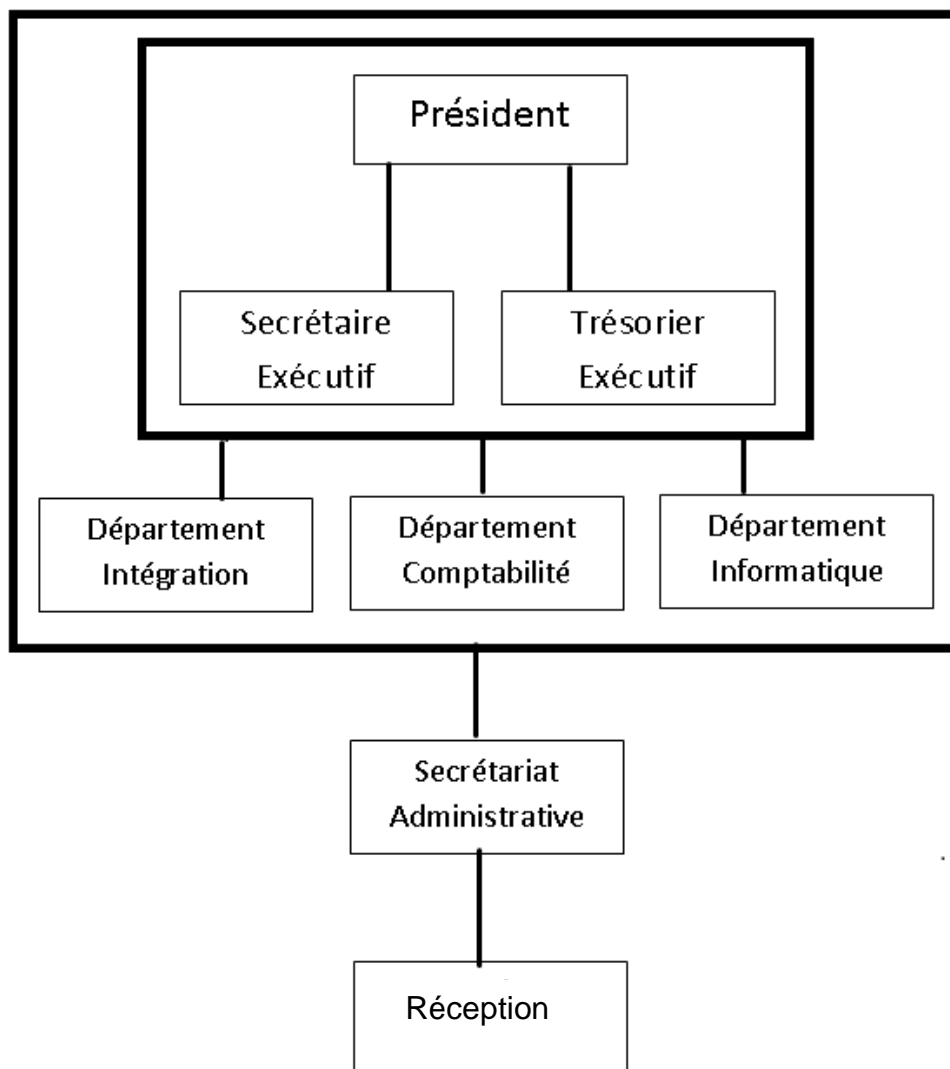 Président
Secrétaire
Exécutif
Trésorier
Exécutif
Département
Intégration
Département
Comptabilité
Département
Informatique
Secrétariat
Administrative
Réception